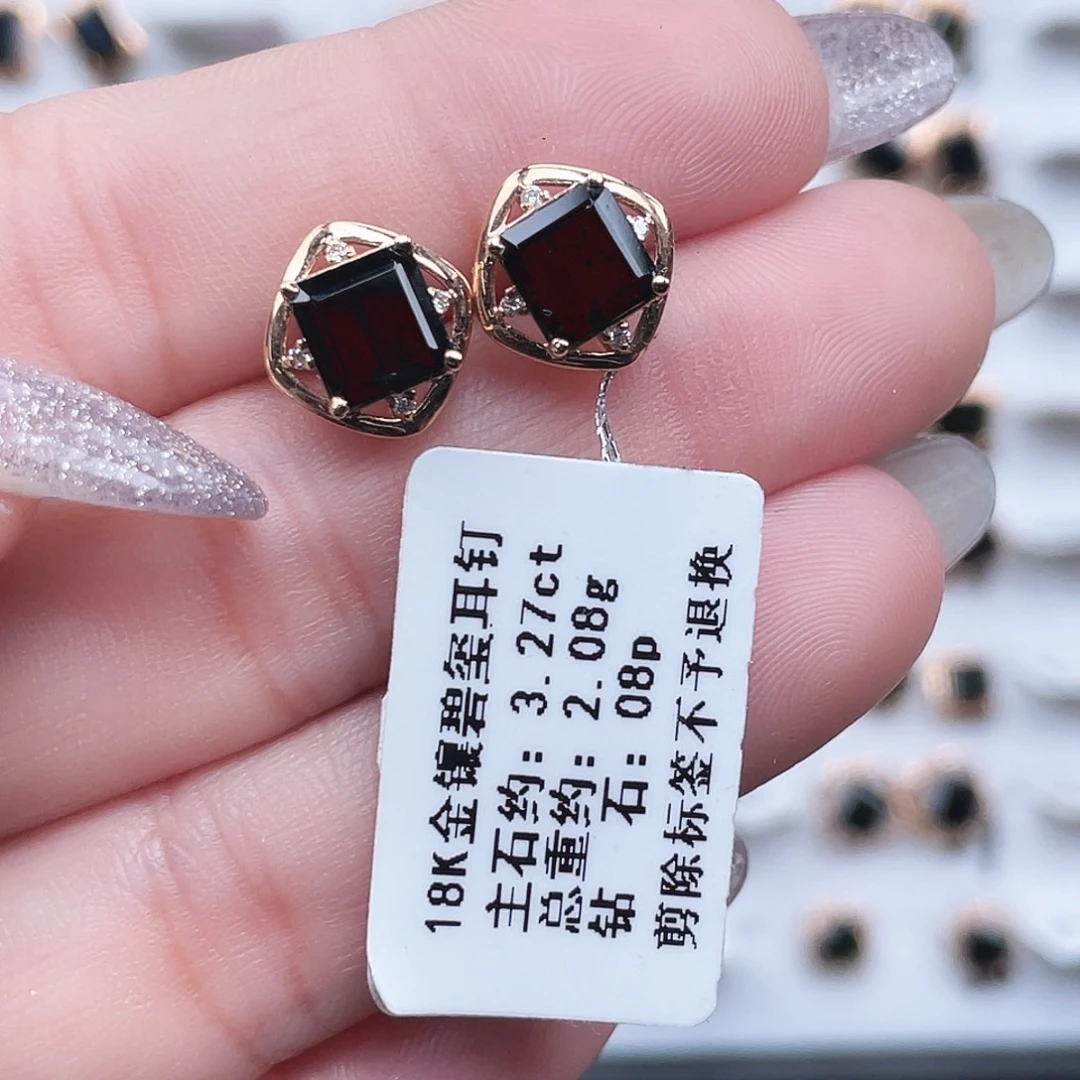 18K金镶碧玺耳钉
主石约: 3.27ct
总重约: 2.08g
钻 石: 08p
剪除标签不予退换